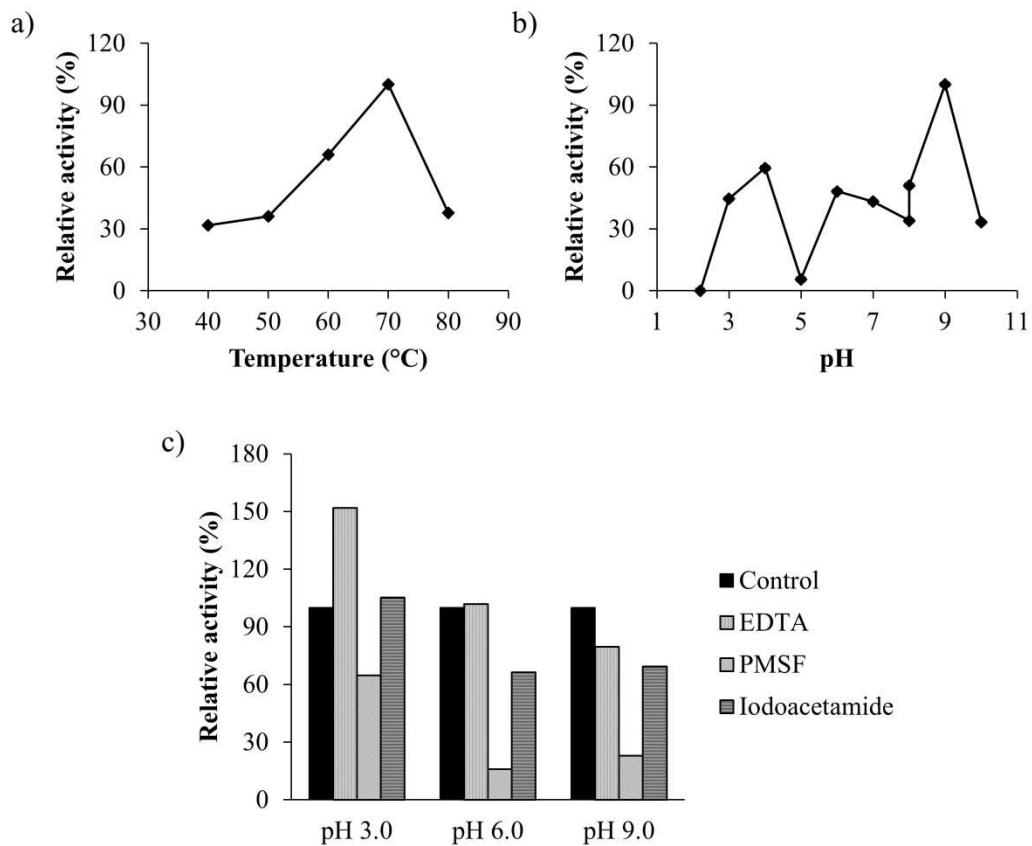 a)
120
90
60
30
0
Relative activity (%)
30 40 50 60 70 80 90
Temperature (°C)
b)
120
90
60
30
0
Relative activity (%)
1 3 5 7 9 11
pH
c)
180
150
120
90
60
30
0
Relative activity (%)
pH 3.0 pH 6.0 pH 9.0
Control
EDTA
PMSF
Iodoacetamide